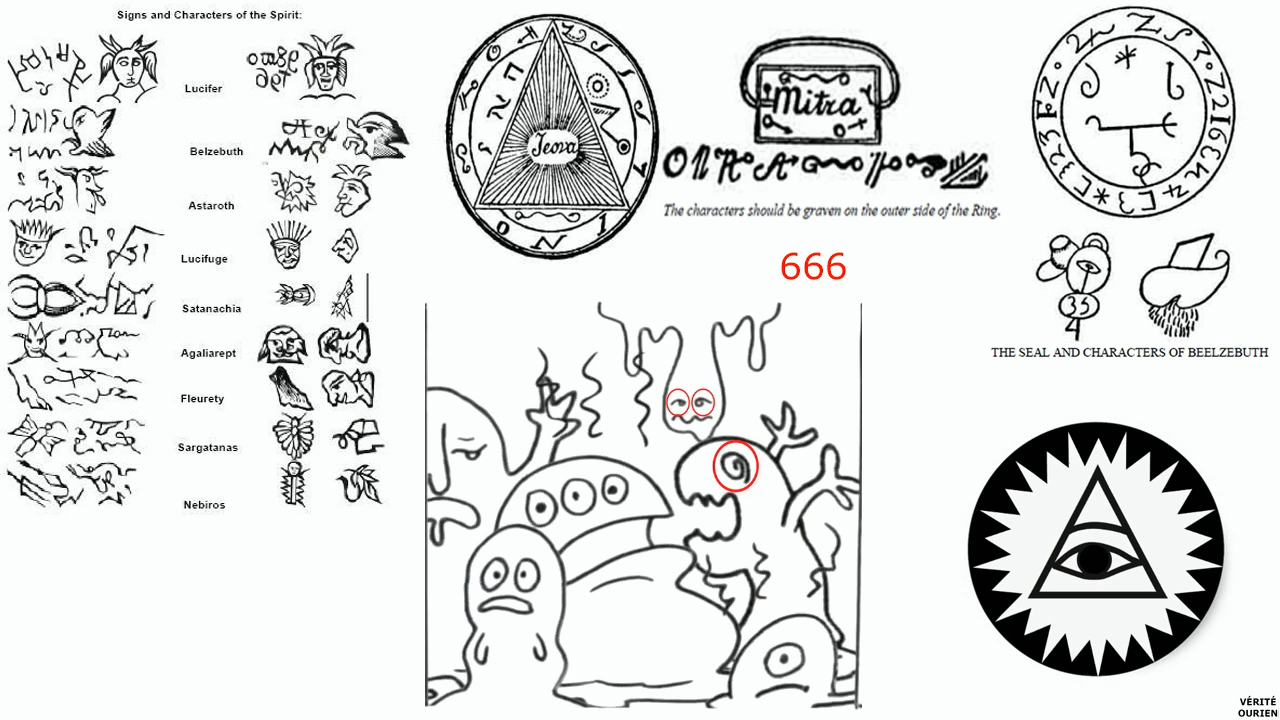 Signs and Characters of the Spirit:
Lucifer
Belzebuth
Astaroth
Lucifuge
Satanachia
Agaliarept
Fleurety
Sargatanas
Nebiros
Jeova
Mitra
The characters should be graven on the outer side of the Ring.
666
35
THE SEAL AND CHARACTERS OF BEELZEBUTH
VÉRITÉ
OURIEN